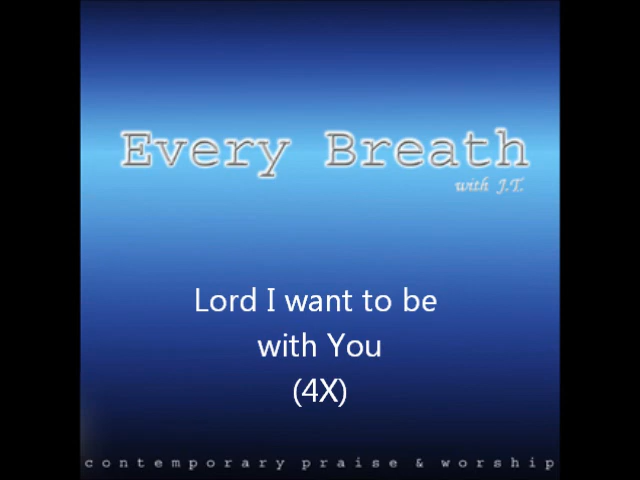 Every Breath
with J.T.
Lord I want to be
with You
(4X)
contemporary praise & worship